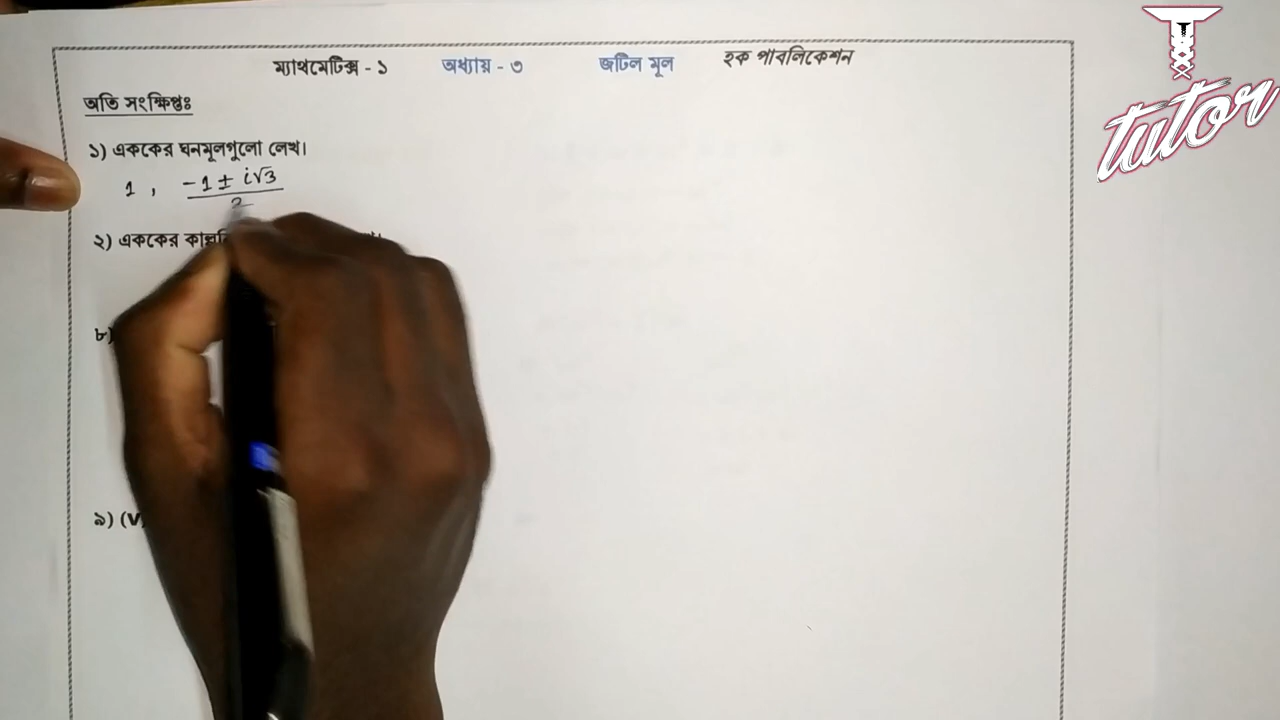 ম্যাথমেটিক্স - ১ অধ্যায় - ৩ জটিল মূল হক পাবলিকেশন
অতি সংক্ষিপ্তঃ
১) এককের ঘনমূলগুলো লেখ।
1 , -1 ± i√3
2
২) এককের
৮)
৯) (V
tutor